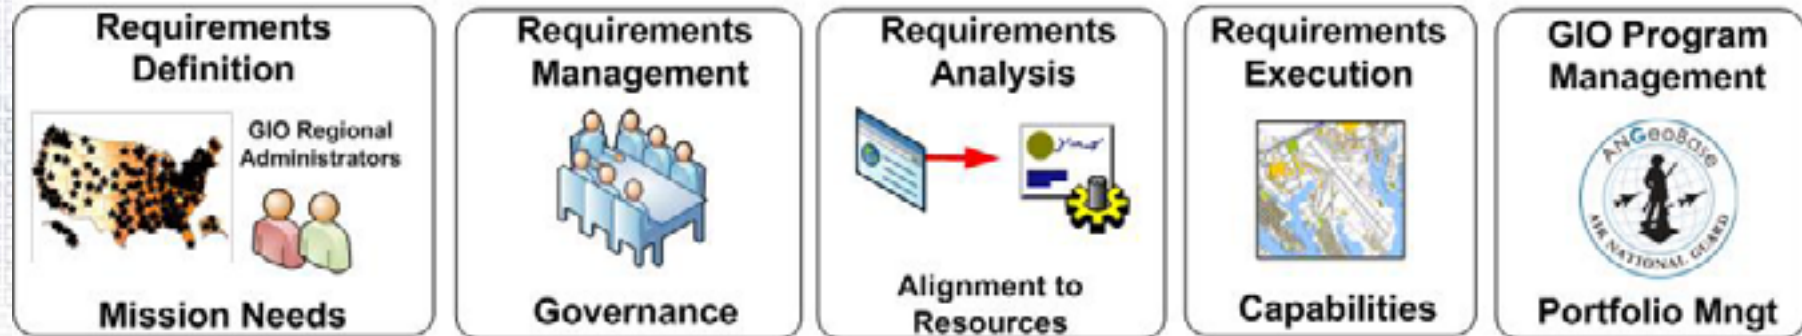 Requirements
Definition
GIO Regional
Administrators
Mission Needs
Requirements
Management
Governance
Requirements
Analysis
Alignment to
Resources
Requirements
Execution
Capabilities
GIO Program
Management
ANGeoBase
AIR NATIONAL GUARD
Portfolio Mngt